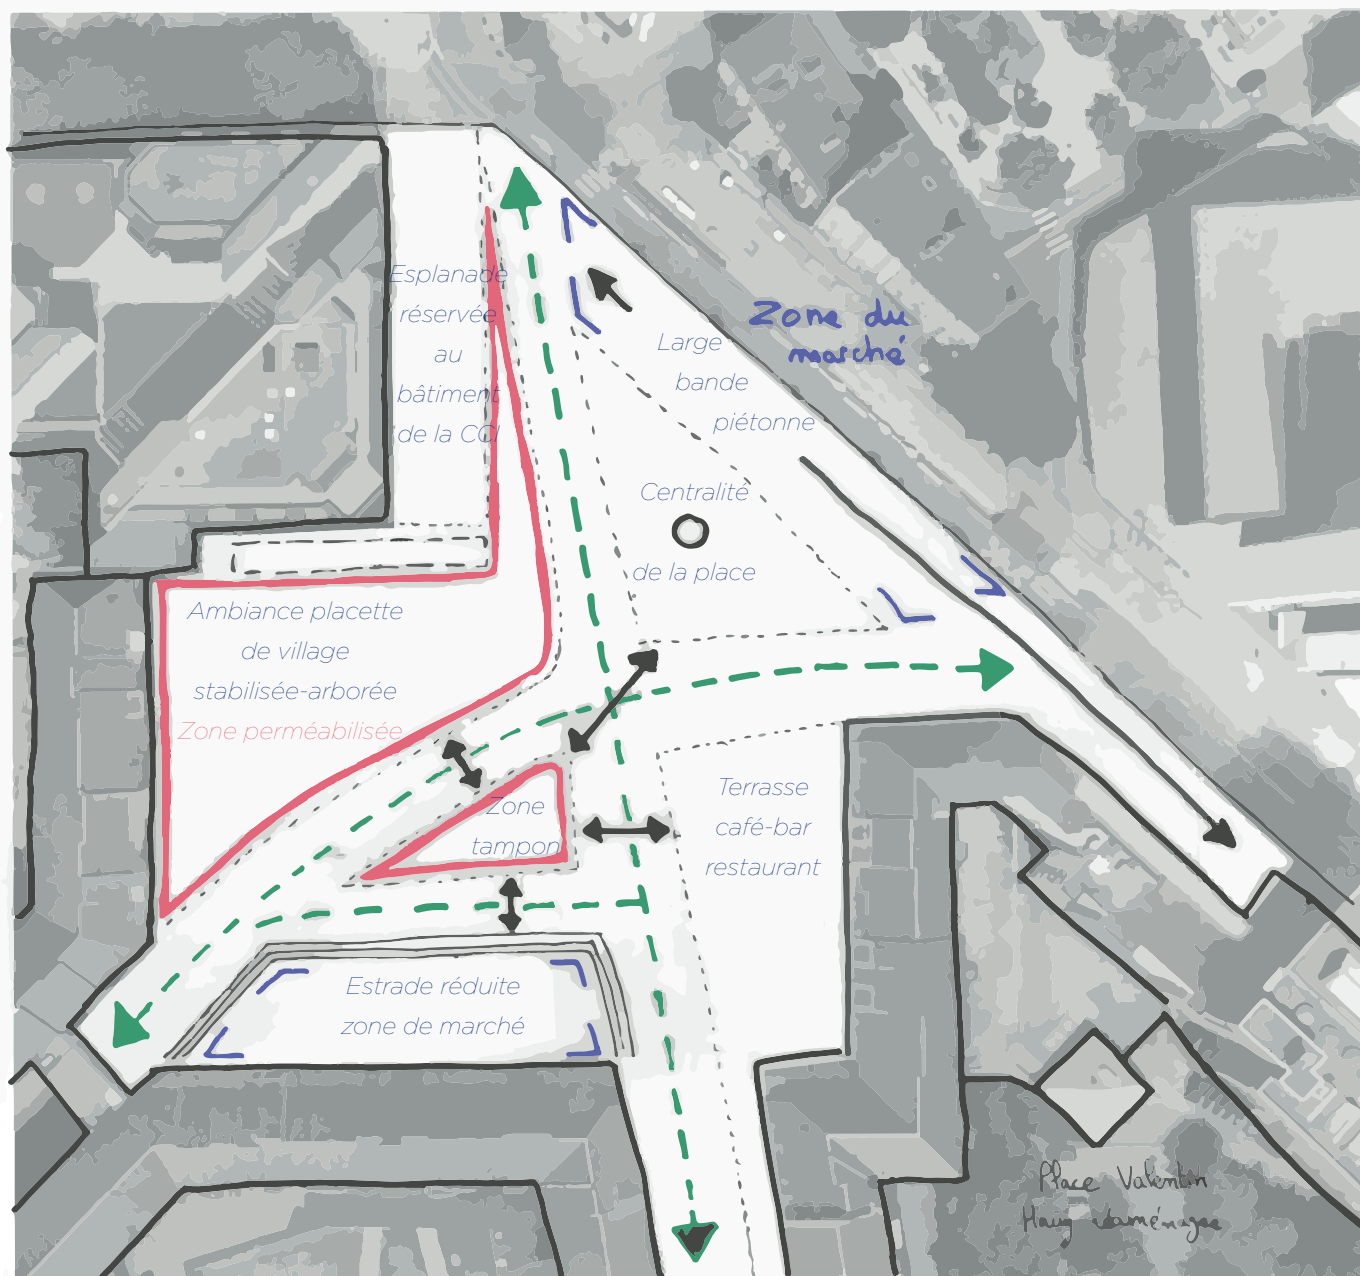 Esplanade
réservée
au
bâtiment
de la CCI
Large
bande
piétonne
Zone du
marché
Centralité
de la place
Ambiance placette
de village
stabilisée-arborée
Zone perméabilisée
Zone
tampon
Terrasse
café-bar
restaurant
Estrade réduite
zone de marché
Place Valentin
Haüy